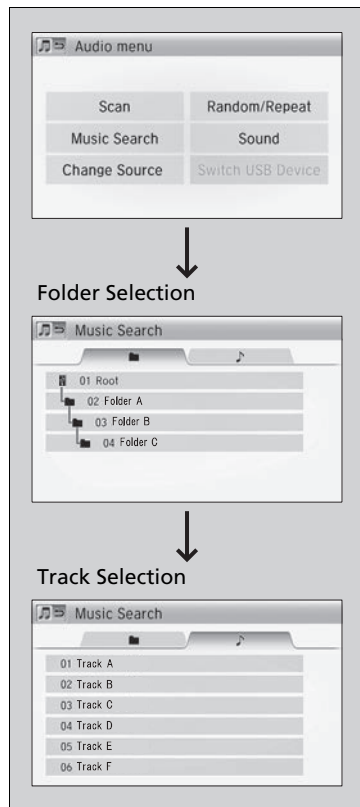 Audio menu
Scan Random/Repeat
Music Search Sound
Change Source Switch USB Device
Folder Selection
Music Search
01 Root
02 Folder A
03 Folder B
04 Folder C
Track Selection
Music Search
01 Track A
02 Track B
03 Track C
04 Track D
05 Track E
06 Track F